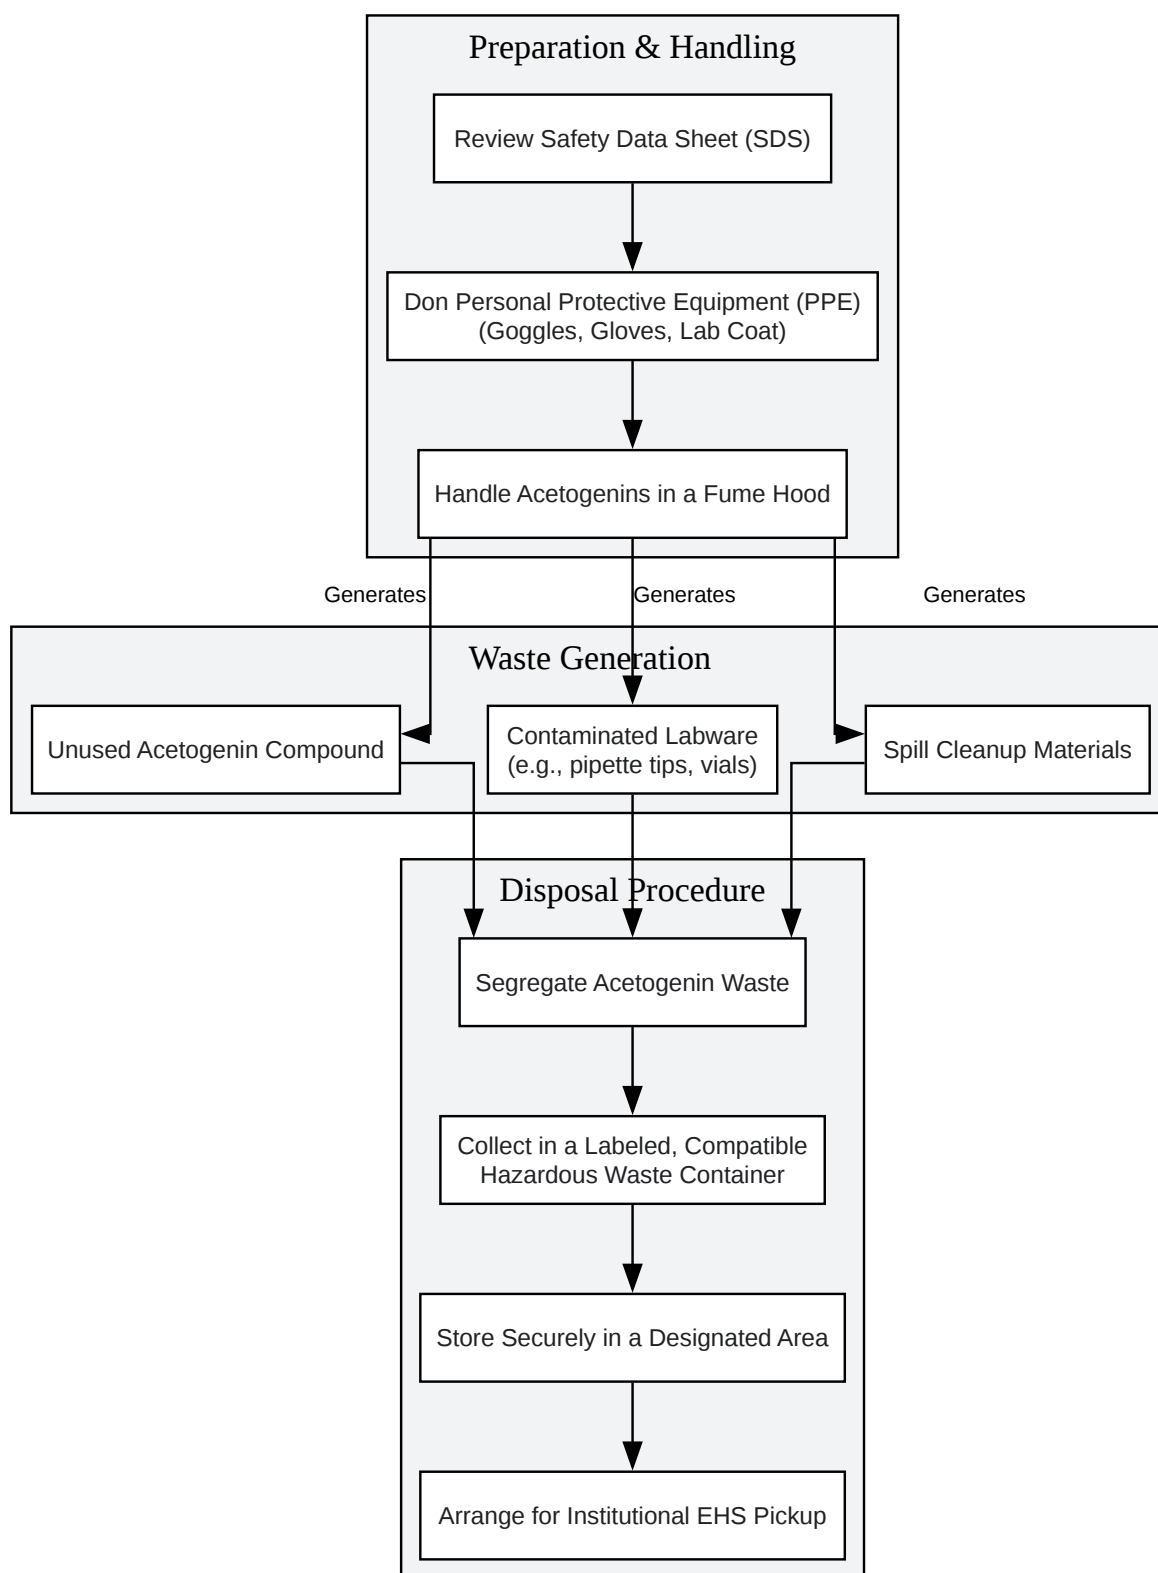 Preparation & Handling
Review Safety Data Sheet (SDS)
Don Personal Protective Equipment (PPE)
(Goggles, Gloves, Lab Coat)
Handle Acetogenins in a Fume Hood
Generates
Generates
Generates
Waste Generation
Unused Acetogenin Compound
Contaminated Labware
(e.g., pipette tips, vials)
Spill Cleanup Materials
Disposal Procedure
Segregate Acetogenin Waste
Collect in a Labeled, Compatible
Hazardous Waste Container
Store Securely in a Designated Area
Arrange for Institutional EHS Pickup